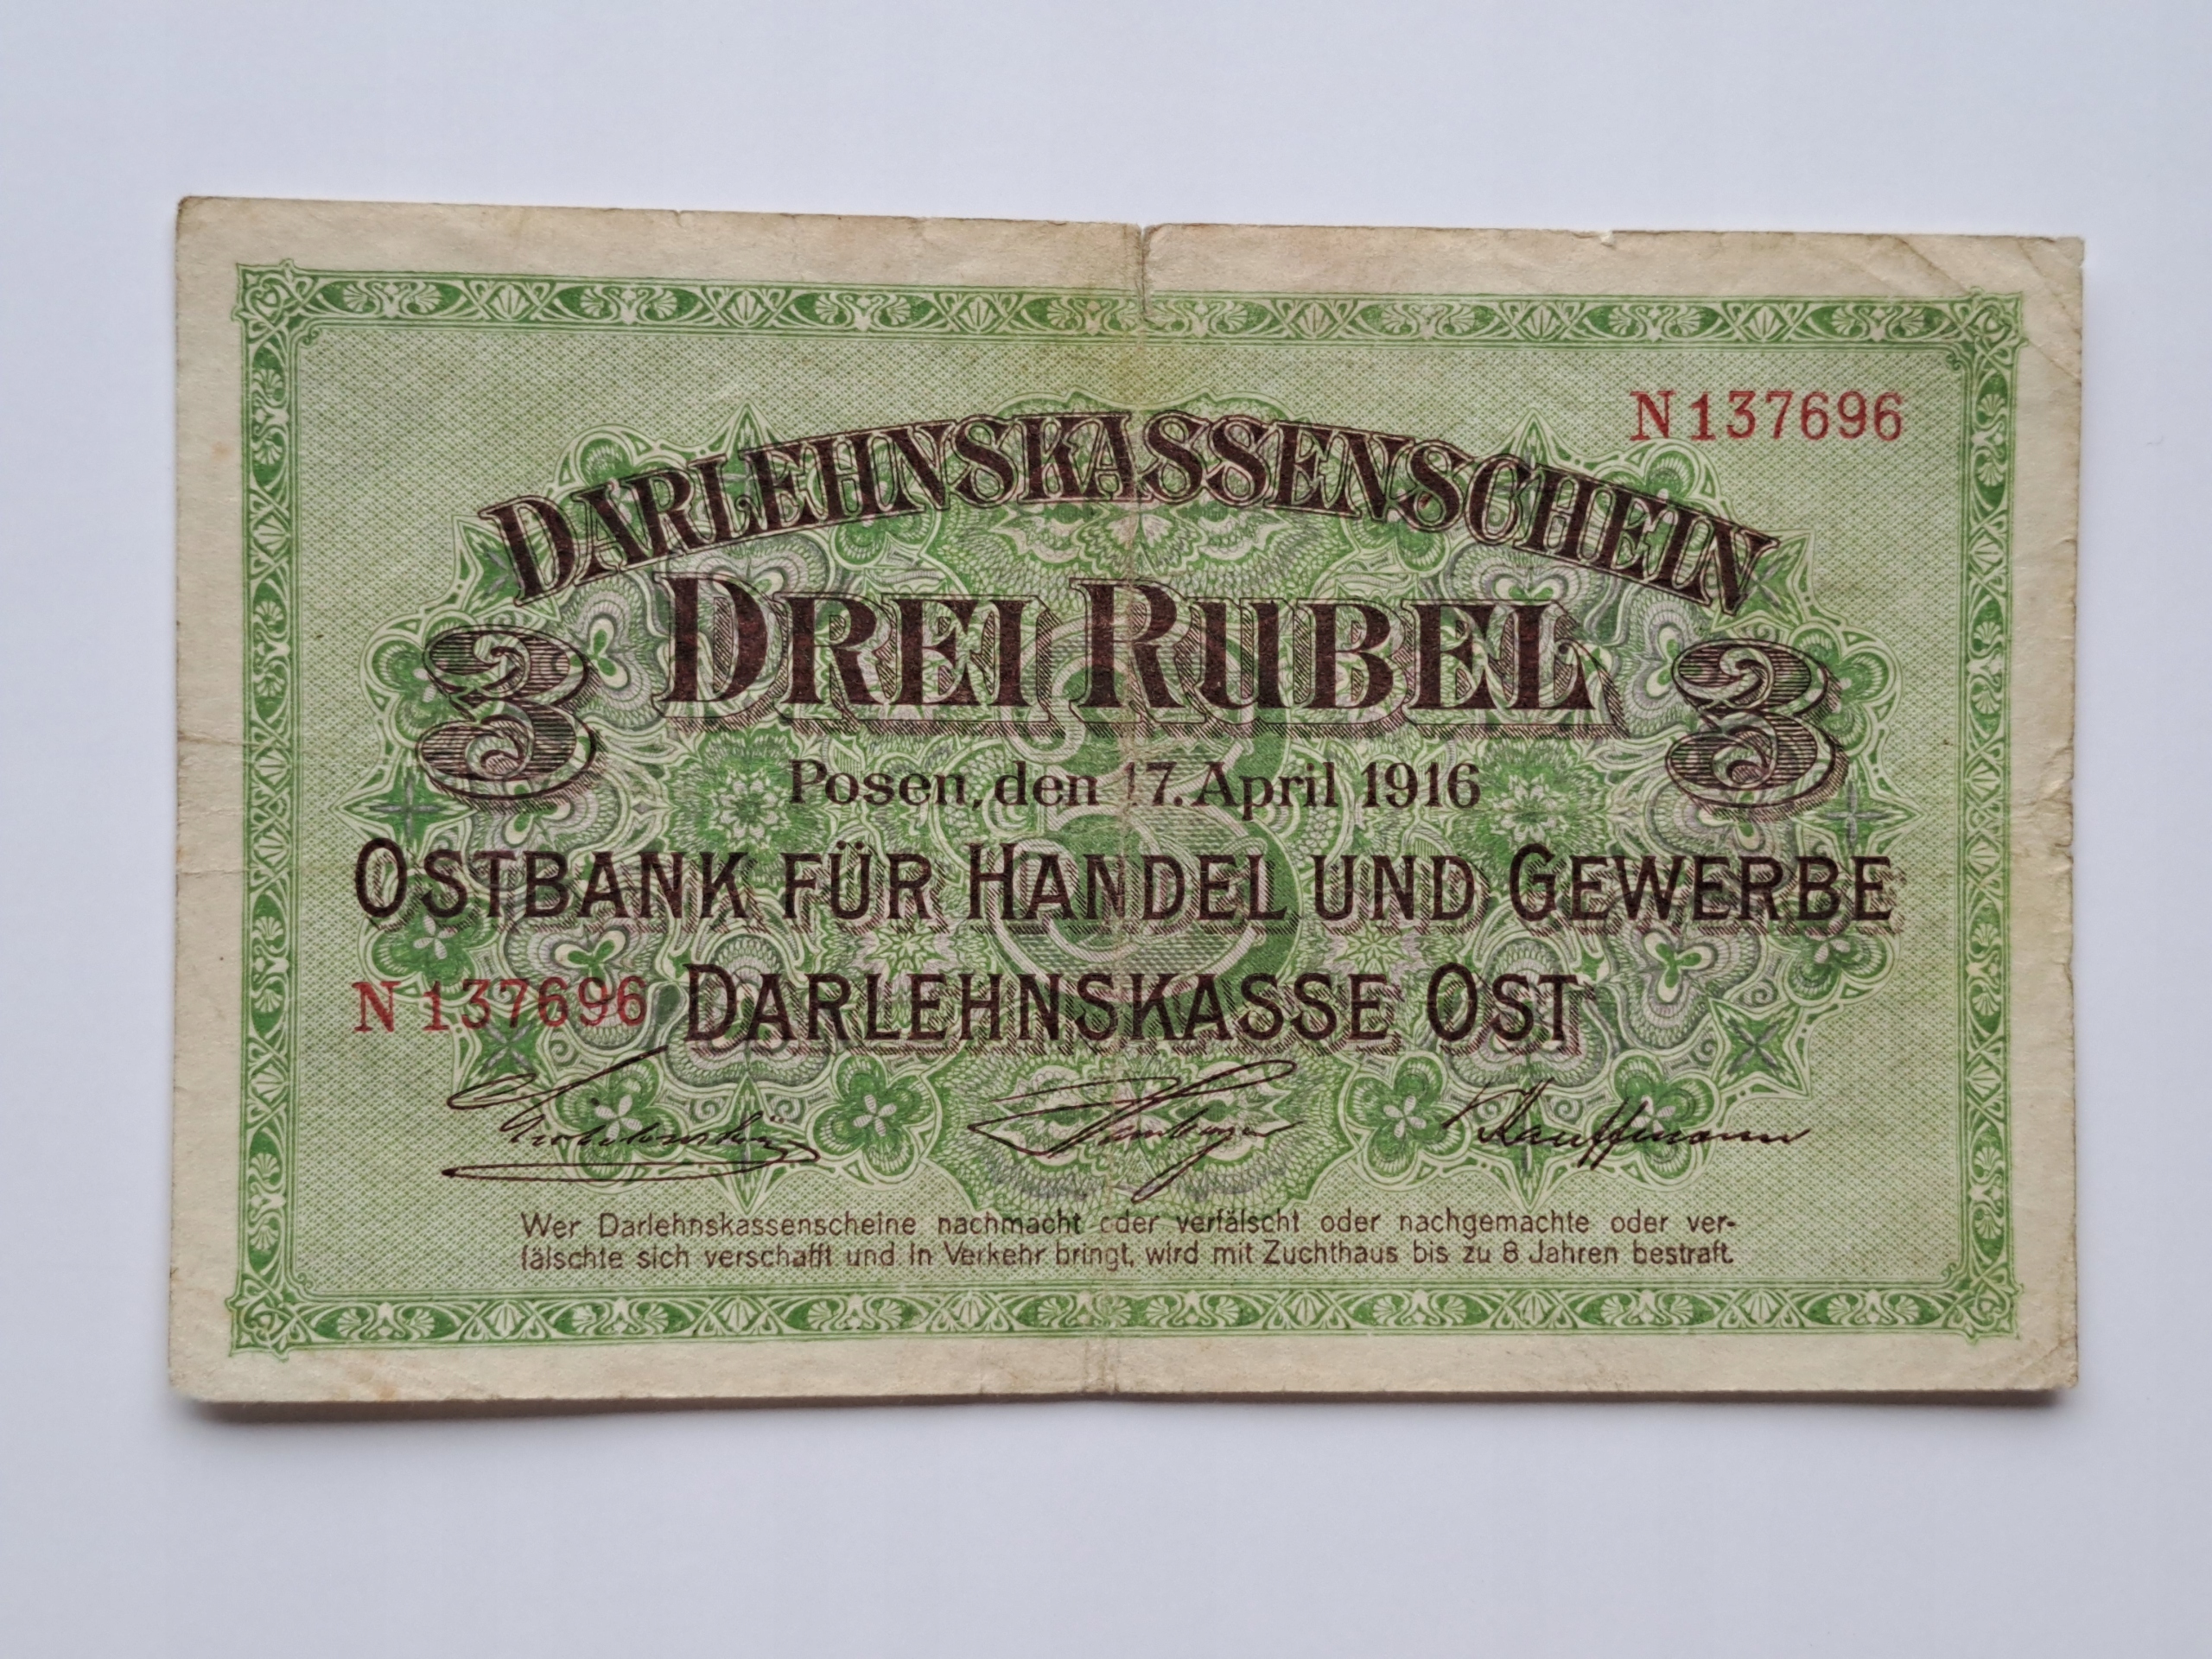 N137696
DARLEHNSKASSENSCHEIN
3 DREI RUBEL 3
Posen, den 17. April 1916
OSTBANK FÜR HANDEL UND GEWERBE
N137696 DARLEHNSKASSE OST
Kauffmann
Wer Darlehnskassenscheine nachmacht oder verfälscht oder nachgemachte oder ver-
fälschte sich verschafft und in Verkehr bringt, wird mit Zuchthaus bis zu 8 Jahren bestraft.